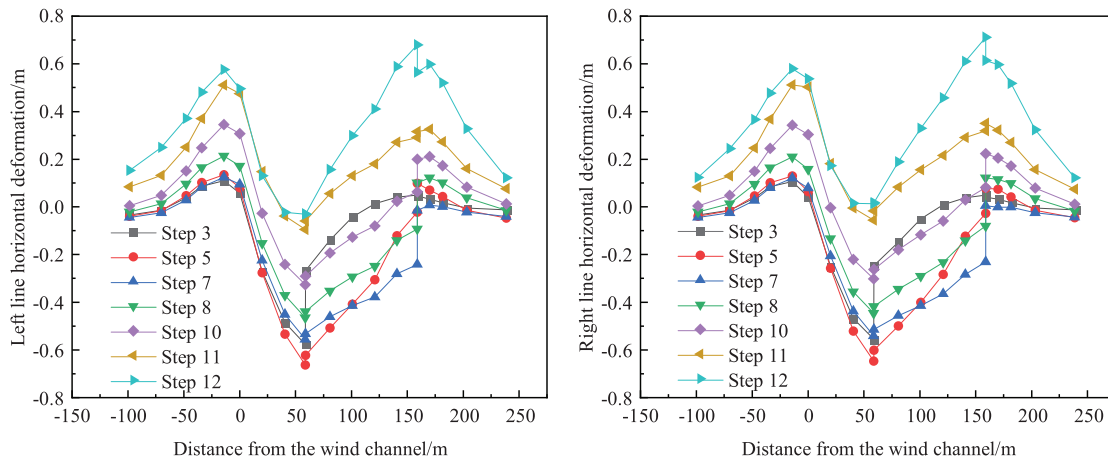 Left line horizontal deformation/m
0.8
0.6
0.4
0.2
0.0
-0.2
-0.4
-0.6
-0.8
Step 3
Step 5
Step 7
Step 8
Step 10
Step 11
Step 12
-150 -100 -50 0 50 100 150 200 250
Distance from the wind channel/m
Right line horizontal deformation/m
0.8
0.6
0.4
0.2
0.0
-0.2
-0.4
-0.6
-0.8
Step 3
Step 5
Step 7
Step 8
Step 10
Step 11
Step 12
-150 -100 -50 0 50 100 150 200 250
Distance from the wind channel/m